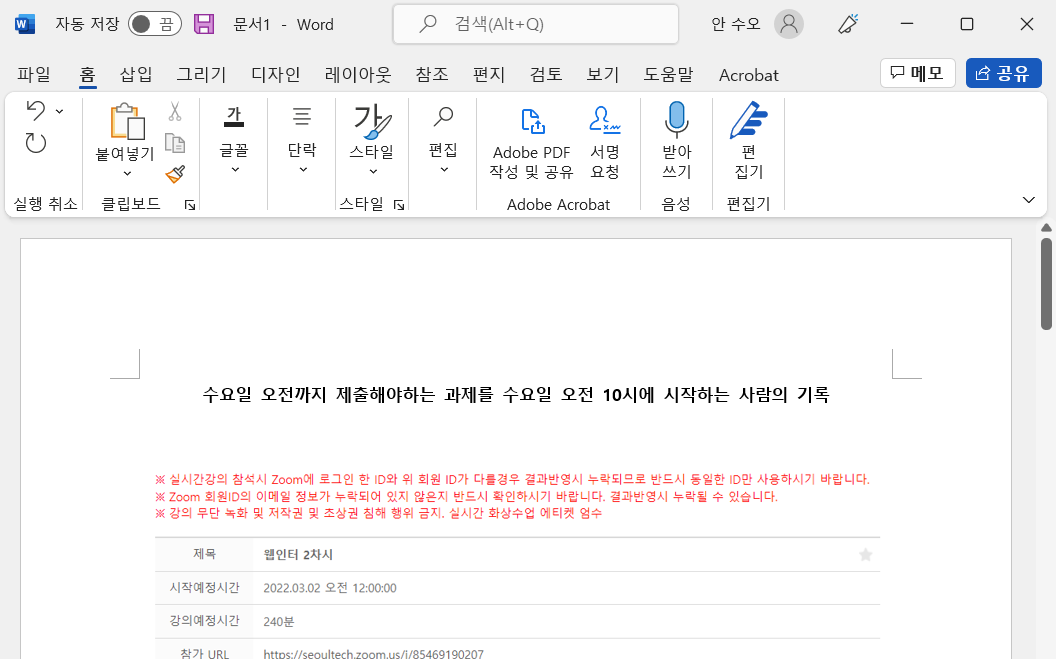 자동 저장 끔 문서1 - Word 검색(Alt+Q) 안 수오
파일 홈 삽입 그리기 디자인 레이아웃 참조 편지 검토 보기 도움말 Acrobat 메모 공유
붙여넣기 가 글꼴 단락 가 스타일 편집 Adobe PDF 작성 및 공유 서명 요청 받아쓰기 편집기
실행 취소 클립보드 스타일 Adobe Acrobat 음성 편집기
수요일 오전까지 제출해야하는 과제를 수요일 오전 10시에 시작하는 사람의 기록
※ 실시간강의 참석시 Zoom에 로그인 한 ID와 위 회원 ID가 다를경우 결과반영시 누락되므로 반드시 동일한 ID만 사용하시기 바랍니다.
※ Zoom 회원ID의 이메일 정보가 누락되어 있지 않은지 반드시 확인하시기 바랍니다. 결과반영시 누락될 수 있습니다.
※ 강의 무단 녹화 및 저작권 및 초상권 침해 행위 금지. 실시간 화상수업 에티켓 엄수
제목 웹인터 2차시
시작예정시간 2022.03.02 오전 12:00:00
강의예정시간 240분
참가 URL https://seoultech.zoom.us/j/85469190207